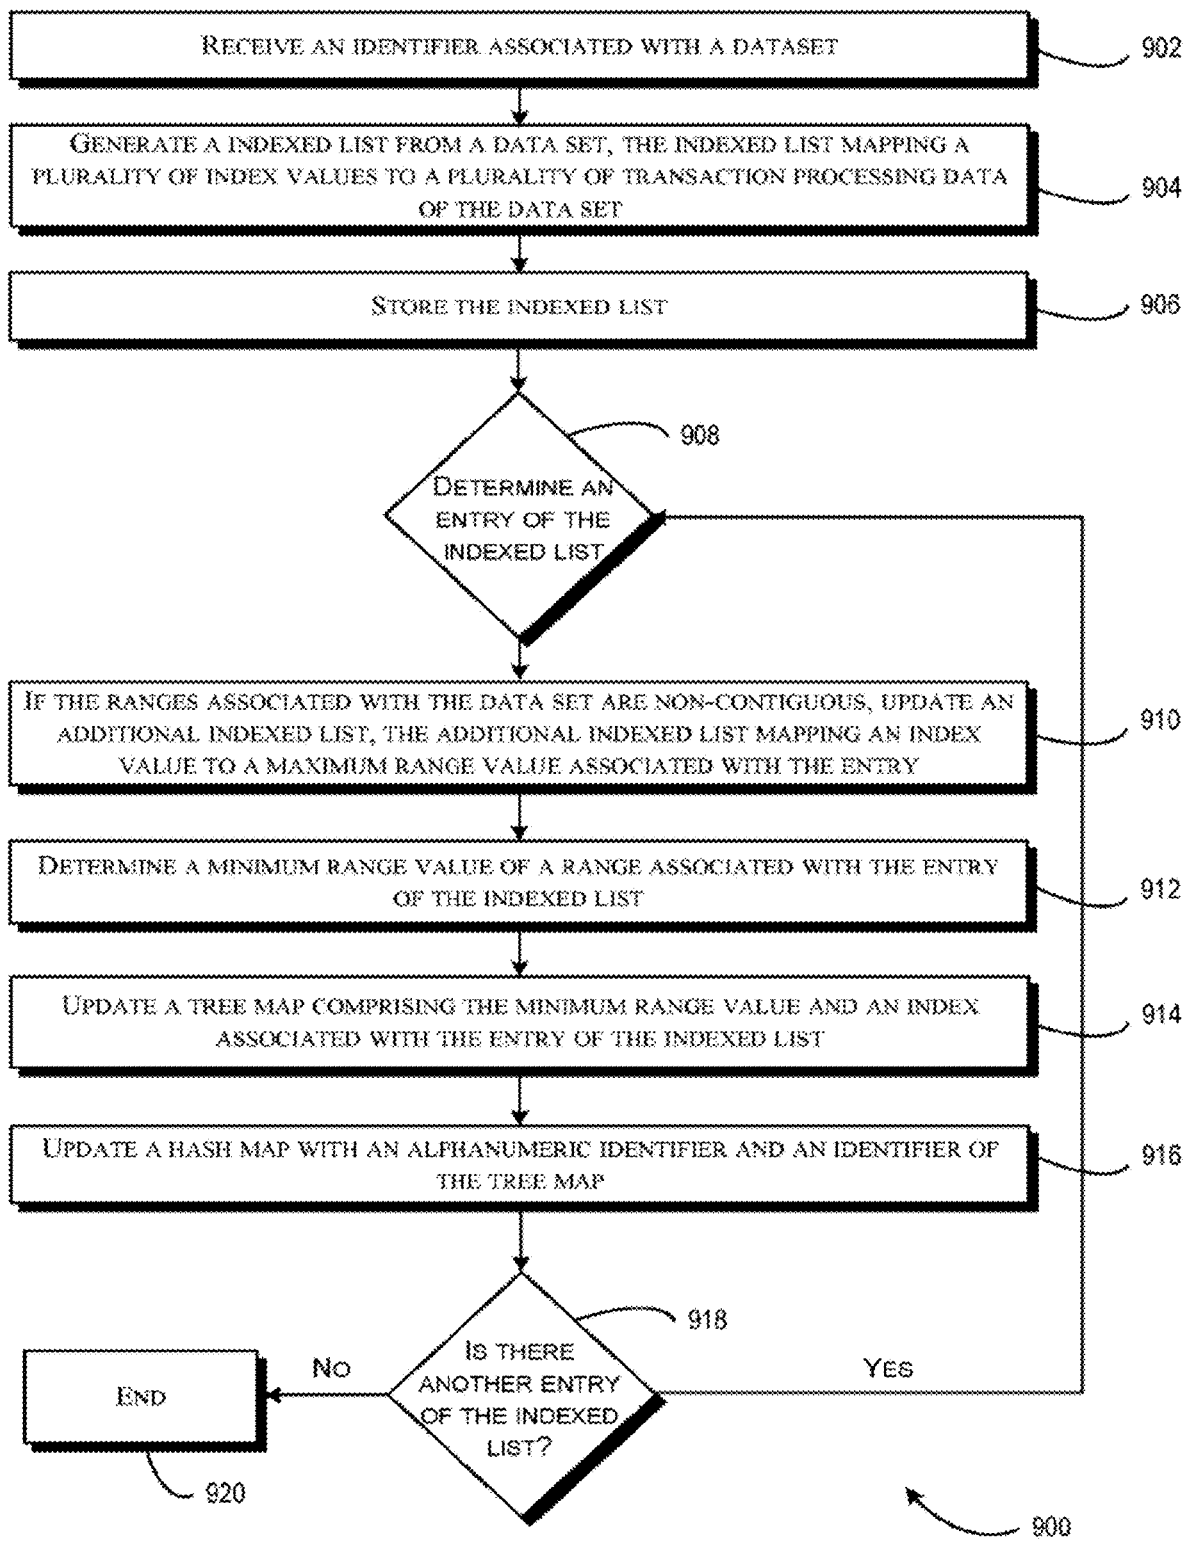 RECEIVE AN IDENTIFIER ASSOCIATED WITH A DATASET
902
GENERATE A INDEXED LIST FROM A DATA SET, THE INDEXED LIST MAPPING A
PLURALITY OF INDEX VALUES TO A PLURALITY OF TRANSACTION PROCESSING DATA
OF THE DATA SET
904
STORE THE INDEXED LIST
906
908
DETERMINE AN
ENTRY OF THE
INDEXED LIST
IF THE RANGES ASSOCIATED WITH THE DATA SET ARE NON-CONTIGUOUS, UPDATE AN
ADDITIONAL INDEXED LIST, THE ADDITIONAL INDEXED LIST MAPPING AN INDEX
VALUE TO A MAXIMUM RANGE VALUE ASSOCIATED WITH THE ENTRY
910
DETERMINE A MINIMUM RANGE VALUE OF A RANGE ASSOCIATED WITH THE ENTRY
OF THE INDEXED LIST
912
UPDATE A TREE MAP COMPRISING THE MINIMUM RANGE VALUE AND AN INDEX
ASSOCIATED WITH THE ENTRY OF THE INDEXED LIST
914
UPDATE A HASH MAP WITH AN ALPHANUMERIC IDENTIFIER AND AN IDENTIFIER OF
THE TREE MAP
916
918
IS THERE
ANOTHER ENTRY
OF THE INDEXED
LIST?
NO
YES
END
920
900